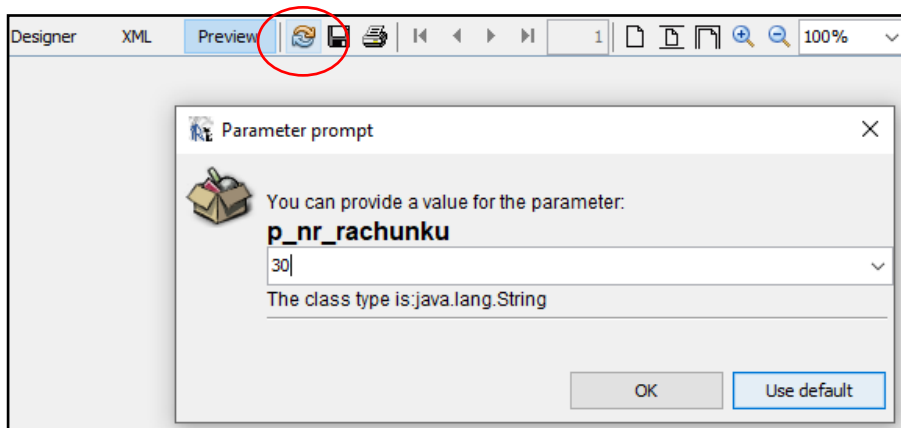 Designer XML Preview 1 100%
Parameter prompt
You can provide a value for the parameter:
p_nr_rachunku
30
The class type is:java.lang.String
OK Use default